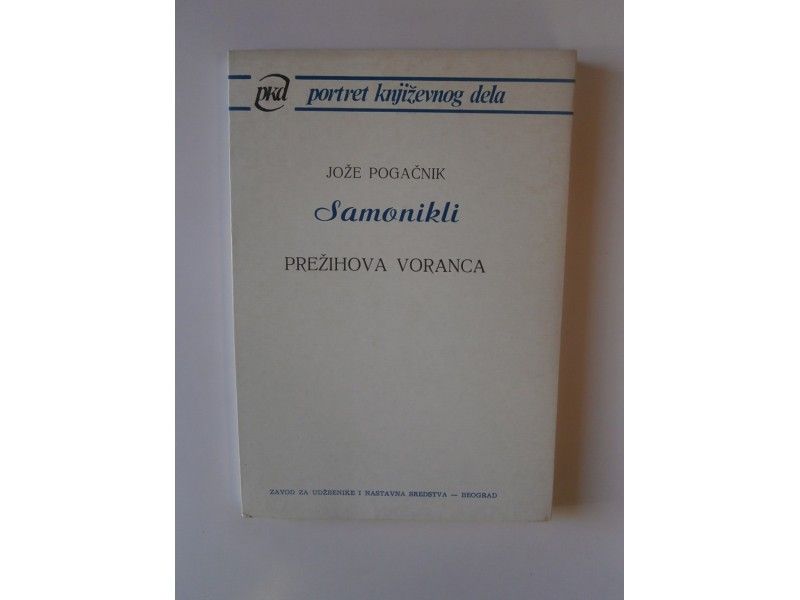 pkd portret književnog dela
JOŽE POGAČNIK
Samonikli
PREŽIHOVA VORANCA
ZAVOD ZA UDŽBENIKE I NASTAVNA SREDSTVA — BEOGRAD